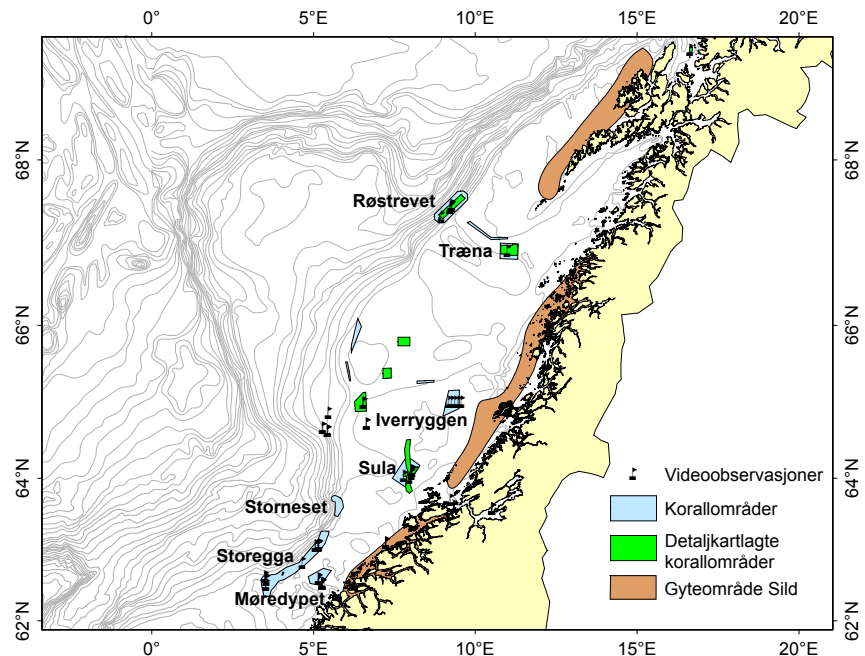 0° 5°E 10°E 15°E 20°E
68°N 68°N
Røstrevet
Træna
66°N 66°N
Iverryggen
Sula
64°N 64°N
Storneset
Storegga
Møredypet
62°N 62°N
Videoobservasjoner
Korallområder
Detaljkartlagte
korallområder
Gyteområde Sild
0° 5°E 10°E 15°E 20°E